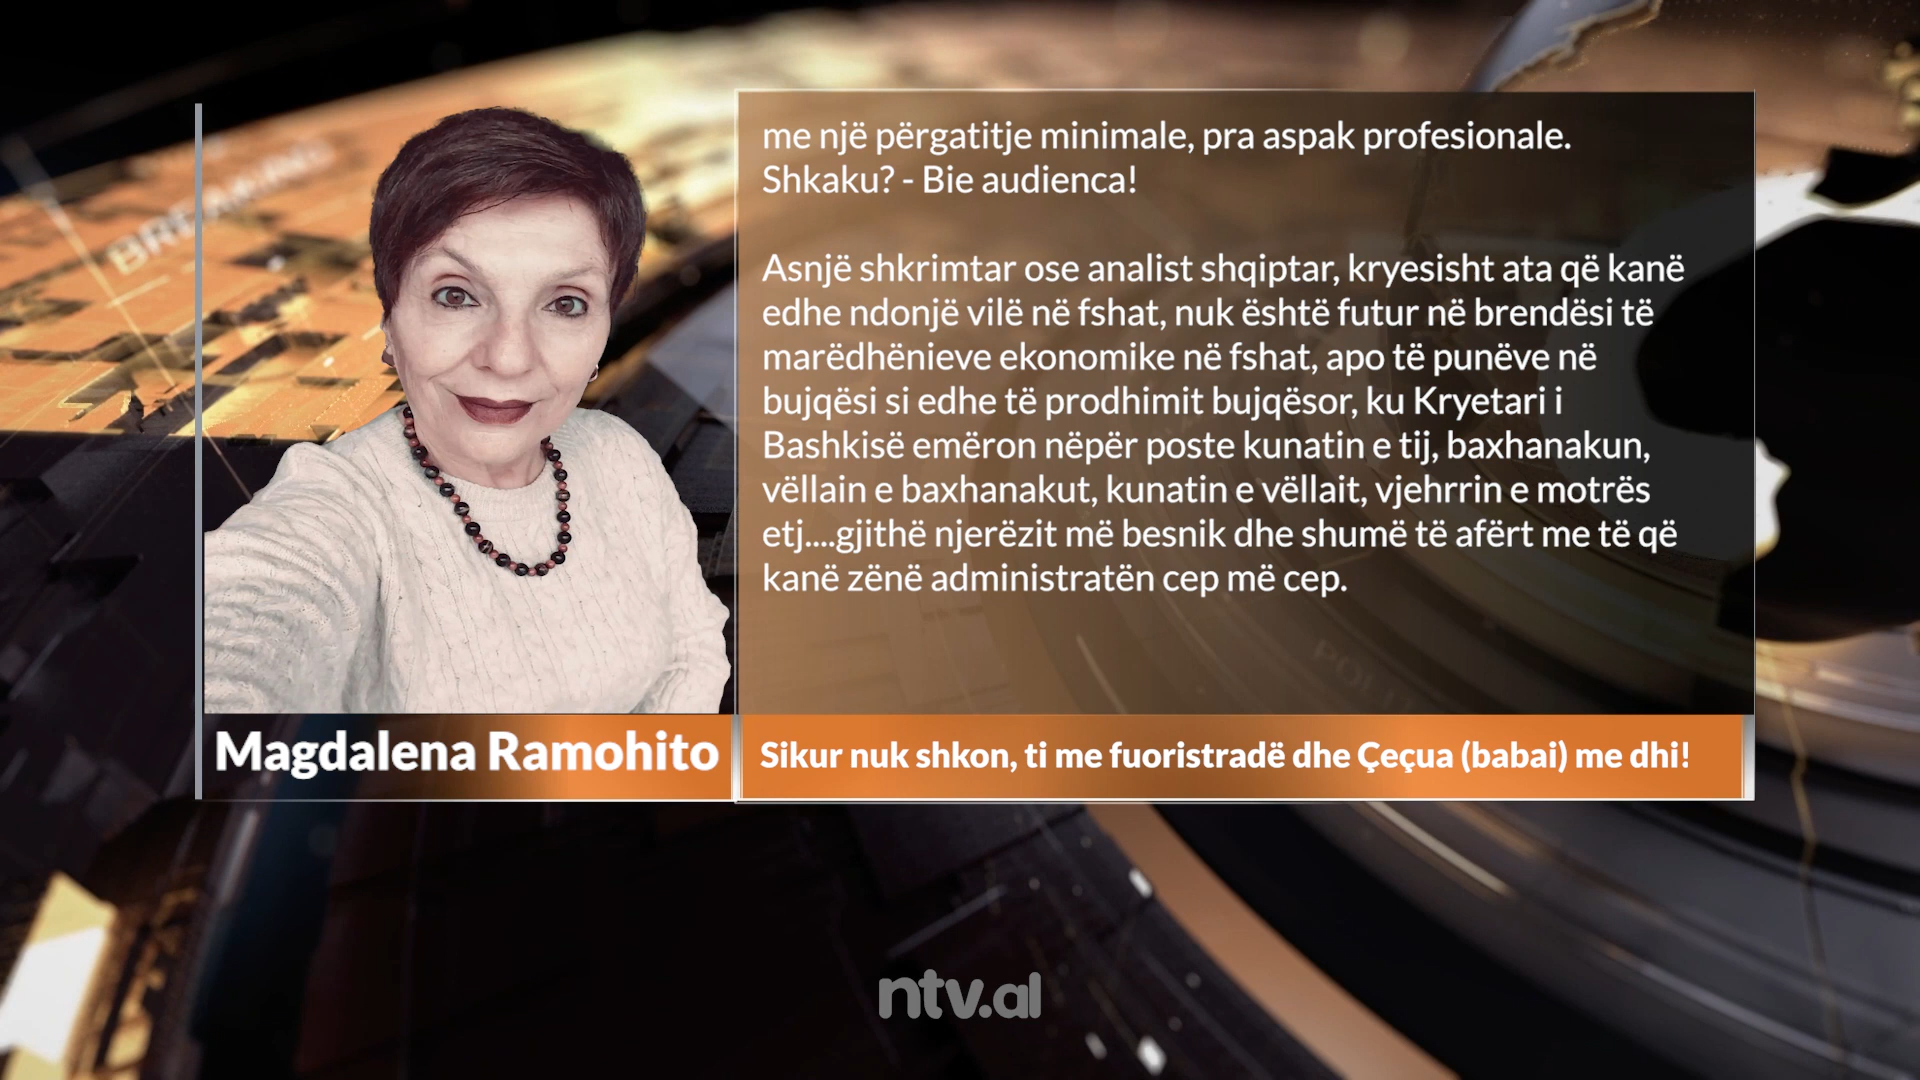 me një përgatitje minimale, pra aspak profesionale.
Shkaku? - Bie audienca!
Asnjë shkrimtar ose analist shqiptar, kryesisht ata që kanë
edhe ndonjë vilë në fshat, nuk është futur në brendësi të
marëdhënieve ekonomike në fshat, apo të punëve në
bujqësi si edhe të prodhimit bujqësor, ku Kryetari i
Bashkisë emëron nëpër poste kunatin e tij, baxhanakun,
vëllain e baxhanakut, kunatin e vëllait, vjehrrin e motrës
etj....gjithë njerëzit më besnik dhe shumë të afërt me të që
kanë zënë administratën cep më cep.
Magdalena Ramohito
Sikur nuk shkon, ti me fuoristradë dhe Çeçua (babai) me dhi!
BREAKING
ntv.al